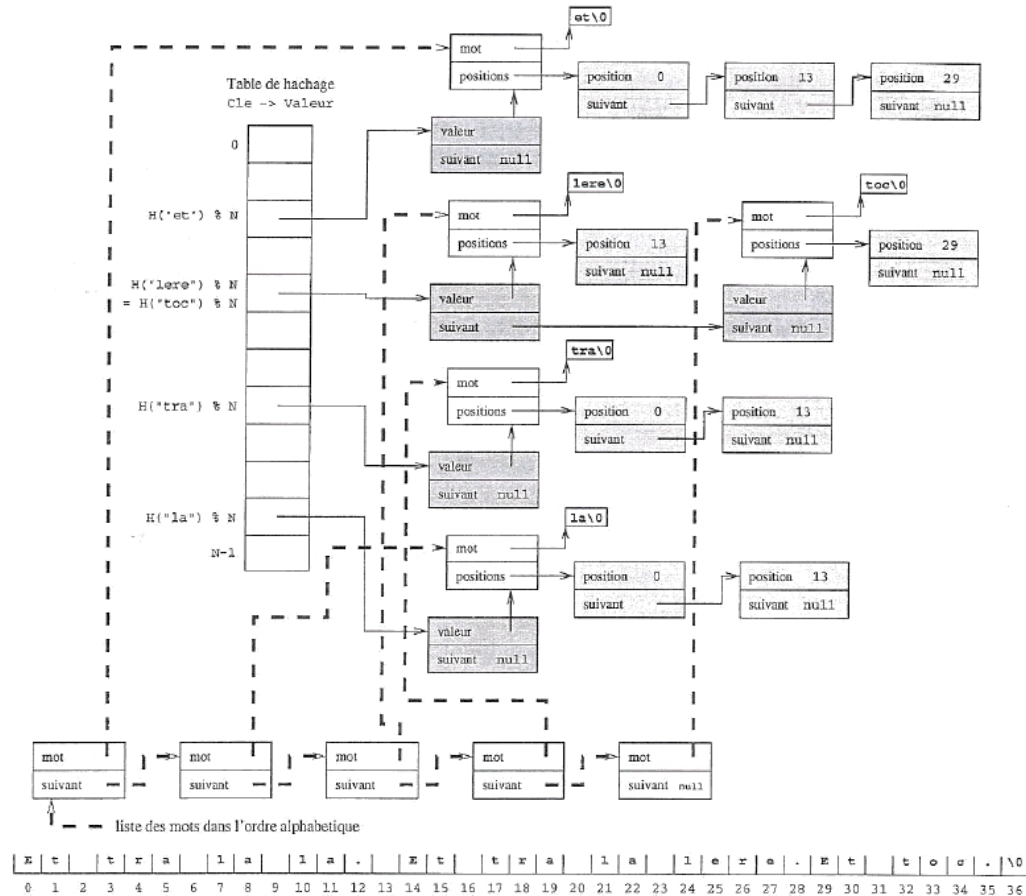 et\0
mot
positions
position 0
suivant
position 13
suivant
position 29
suivant null
Table de hachage
Cle -> Valeur
0
valeur
suivant null
H("et") % N
lere\0
mot
positions
position 13
suivant null
toc\0
mot
positions
position 29
suivant null
H("lere") % N
= H("toc") % N
valeur
suivant
valeur
suivant null
tra\0
mot
positions
position 0
suivant
position 13
suivant null
H("tra") % N
valeur
suivant null
H("la") % N
N-1
la\0
mot
positions
position 0
suivant
position 13
suivant null
valeur
suivant null
mot
suivant
mot
suivant
mot
suivant
mot
suivant
mot
suivant null
liste des mots dans l'ordre alphabetique
E t t r a l a l a . E t t r a l a l e r e . E t t o c . \0
0 1 2 3 4 5 6 7 8 9 10 11 12 13 14 15 16 17 18 19 20 21 22 23 24 25 26 27 28 29 30 31 32 33 34 35 36